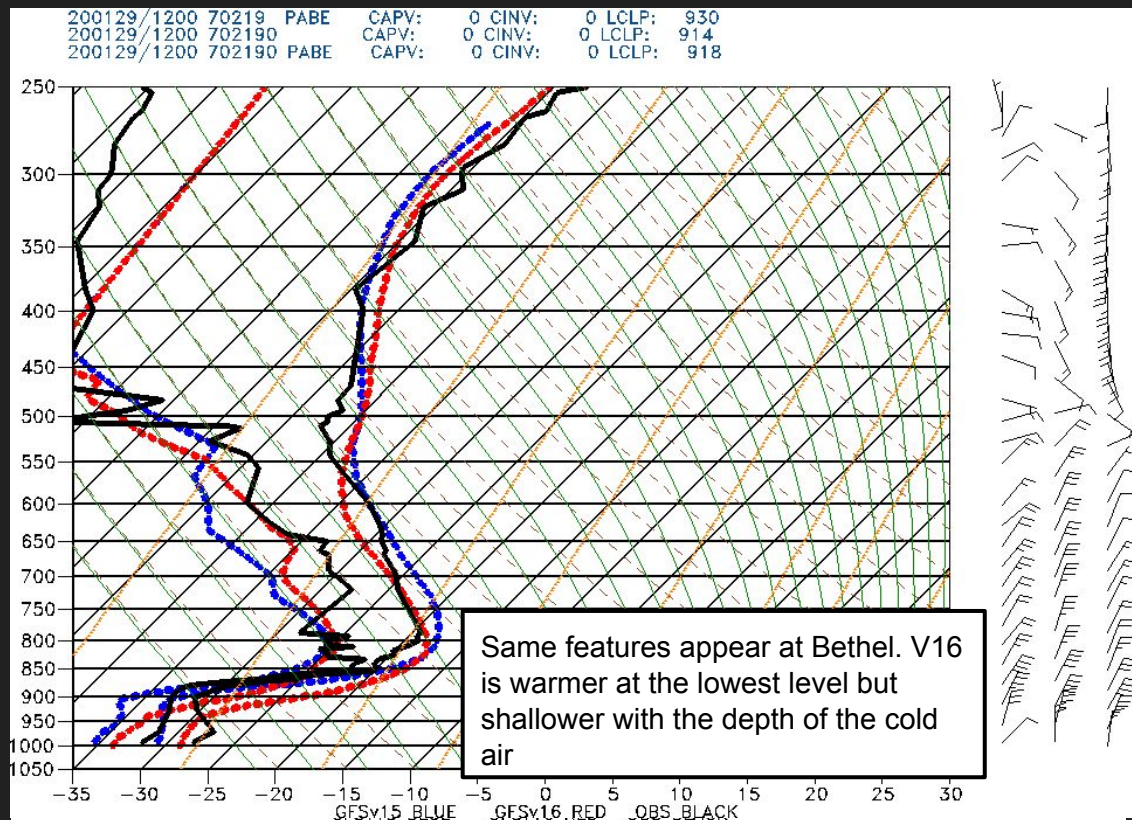 200129/1200 70219 PABE CAPV: 0 CINV: 0 LCLP: 930
200129/1200 702190 CAPV: 0 CINV: 0 LCLP: 914
200129/1200 702190 PABE CAPV: 0 CINV: 0 LCLP: 918
250
300
350
400
450
500
550
600
650
700
750
800
850
900
950
1000
1050
Same features appear at Bethel. V16
is warmer at the lowest level but
shallower with the depth of the cold
air
-35 -30 -25 -20 -15 -10 -5 0 5 10 15 20 25 30
GFSv15 BLUE GFSv16 RED OBS BLACK